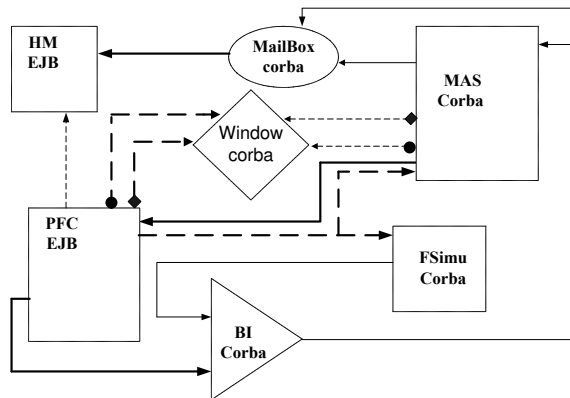 HM
EJB
MailBox
corba
MAS
Corba
Window
corba
PFC
EJB
FSimu
Corba
BI
Corba